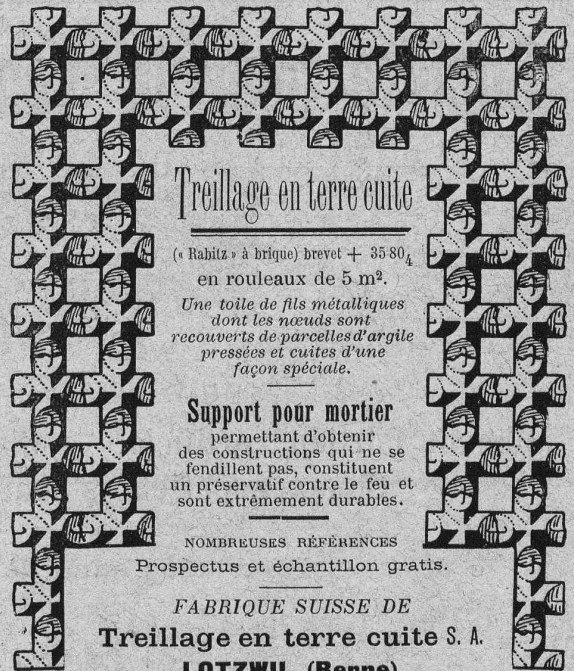 Treillage en terre cuite
(« Rabitz » à brique) brevet + 35804
en rouleaux de 5 m².
Une toile de fils métalliques
dont les nœuds sont
recouverts de parcelles d'argile
pressées et cuites d'une
façon spéciale.
Support pour mortier
permettant d'obtenir
des constructions qui ne se
fendillent pas, constituent
un préservatif contre le feu et
sont extrêmement durables.
NOMBREUSES RÉFÉRENCES
Prospectus et échantillon gratis.
FABRIQUE SUISSE DE
Treillage en terre cuite S. A.
LOTZWIL (Berne)